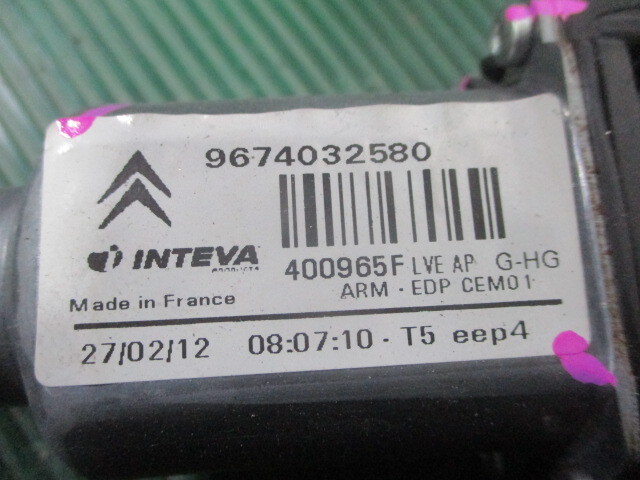 9674032580
INTEVA
PRODUCTS
400965F LVE AP G-HG
ARM - EDP CEM01
Made in France
27/02/12 08:07:10 - T5 eep4